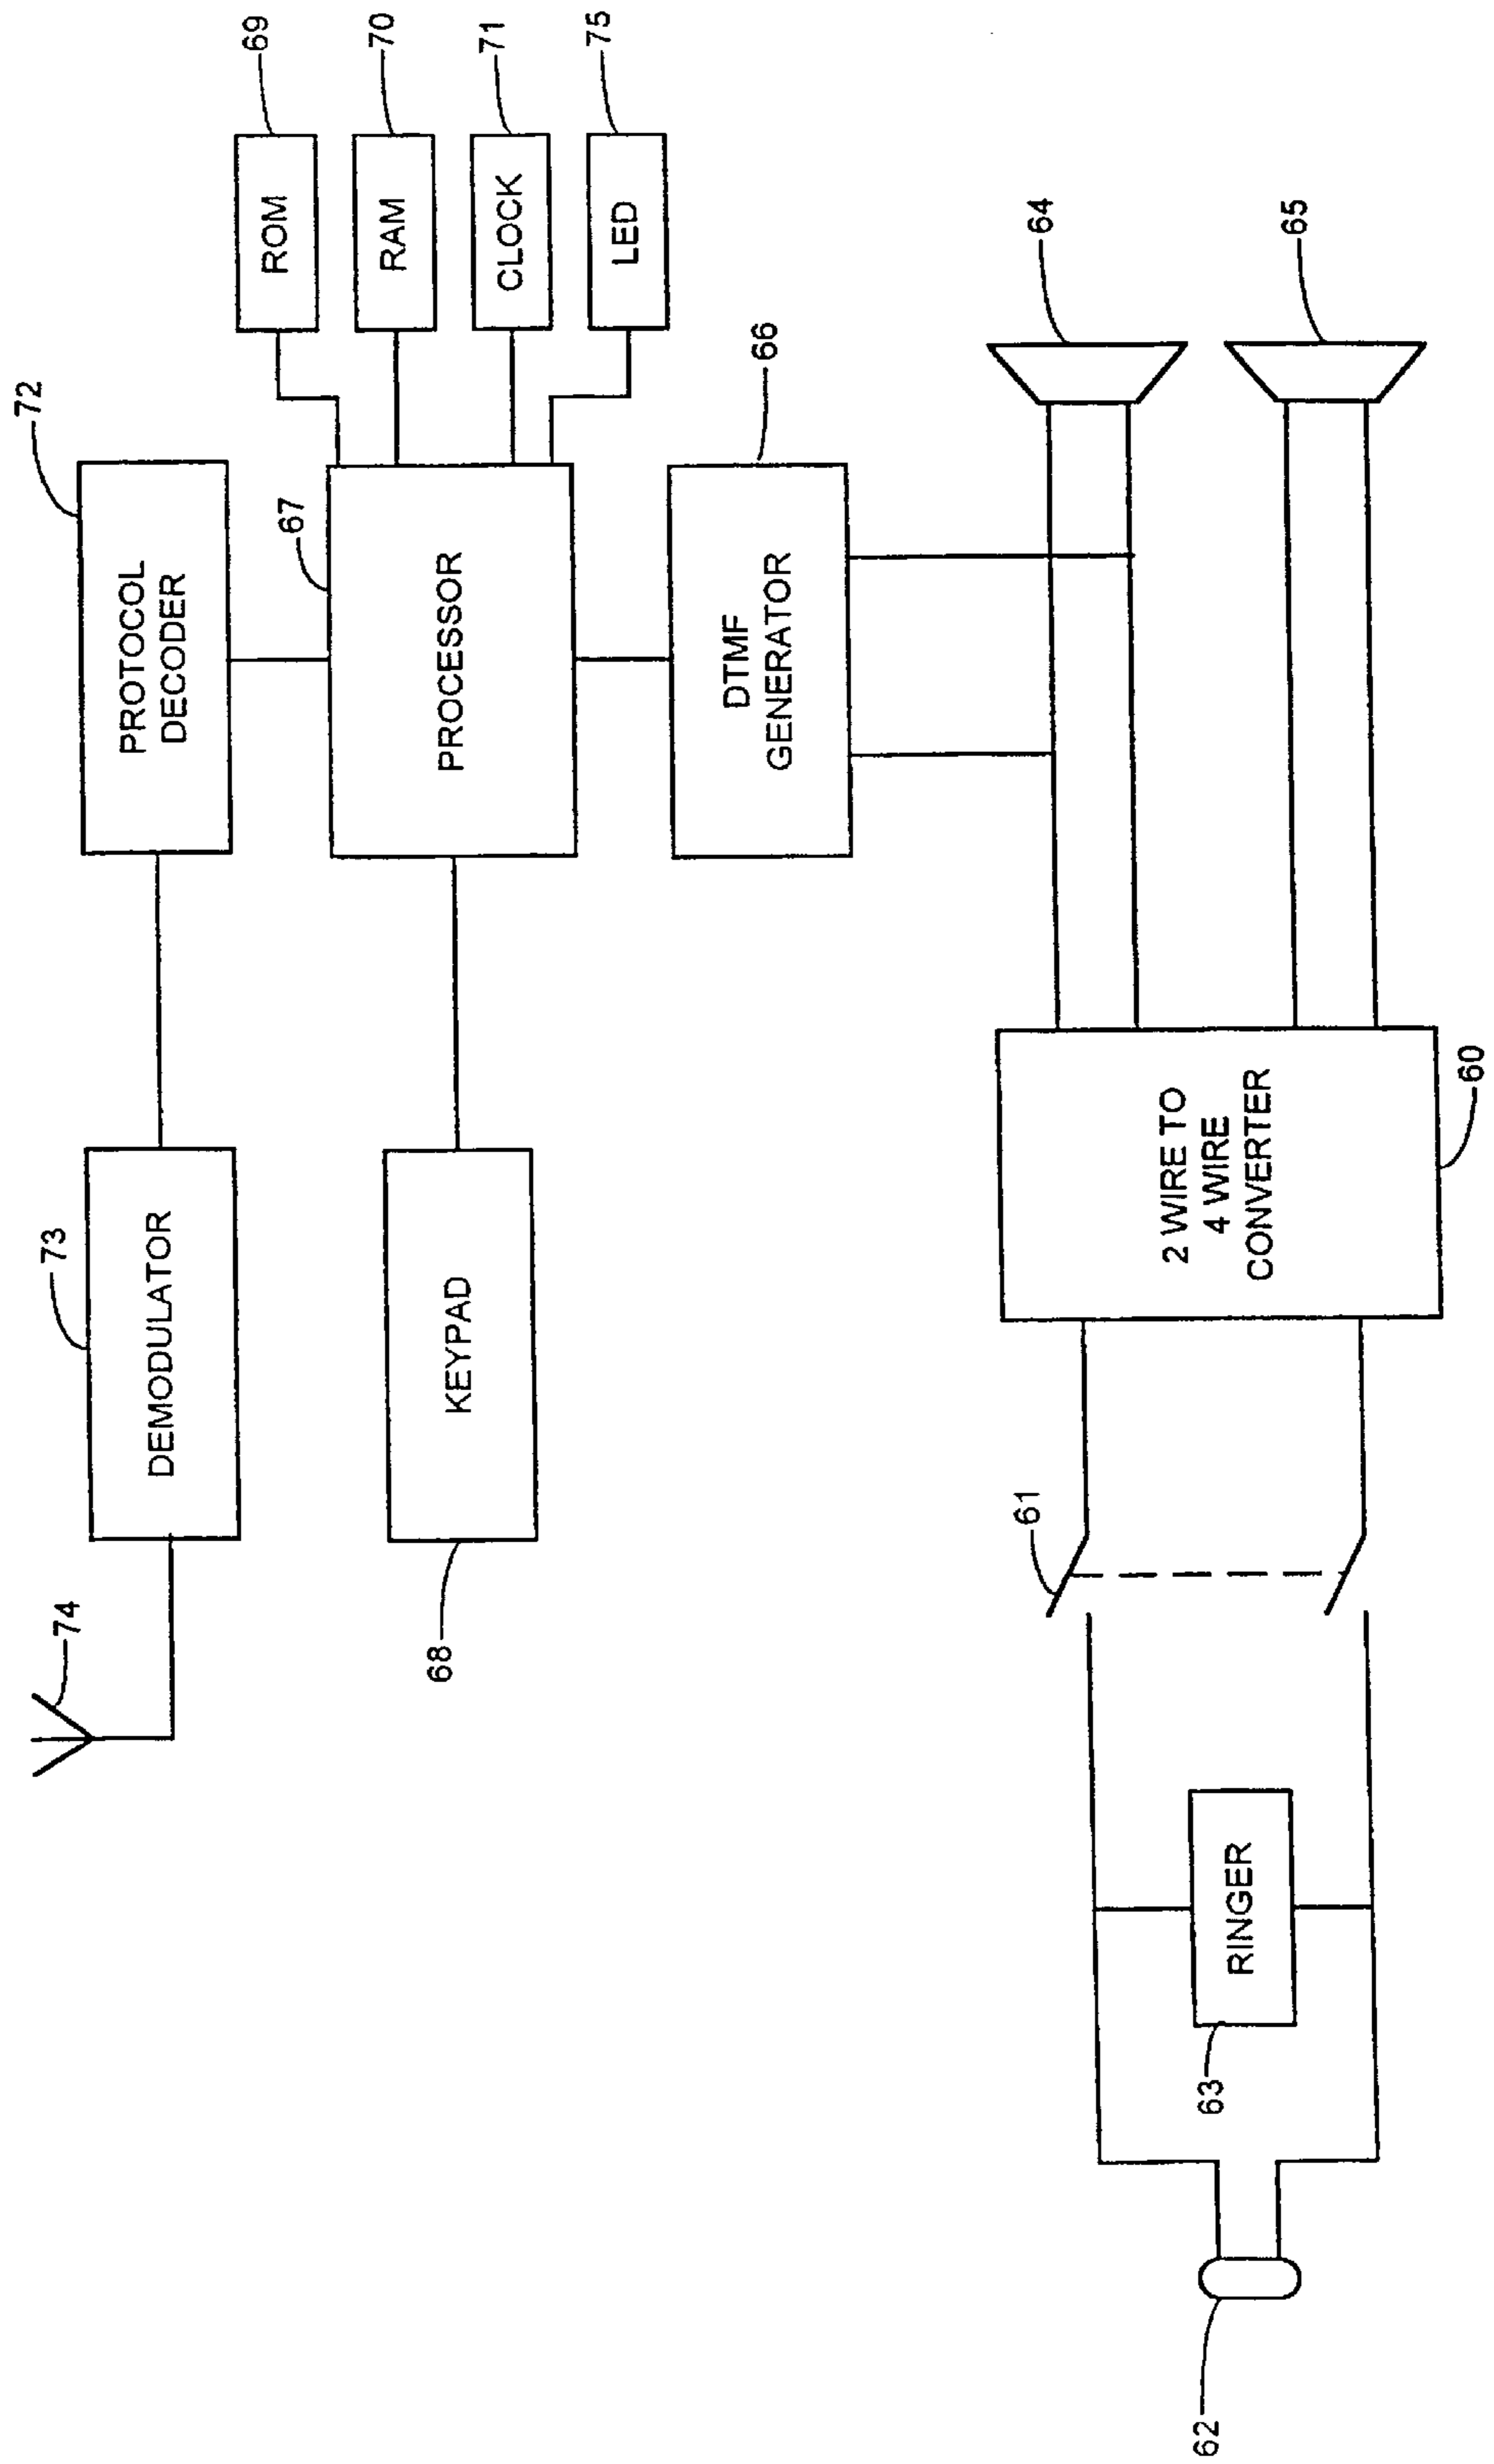 74
73
DEMODULATOR
72
PROTOCOL
DECODER
68
KEYPAD
67
PROCESSOR
ROM
69
RAM
70
CLOCK
71
LED
75
DTMF
GENERATOR
66
62
63
RINGER
61
2 WIRE TO
4 WIRE
CONVERTER
60
64
65